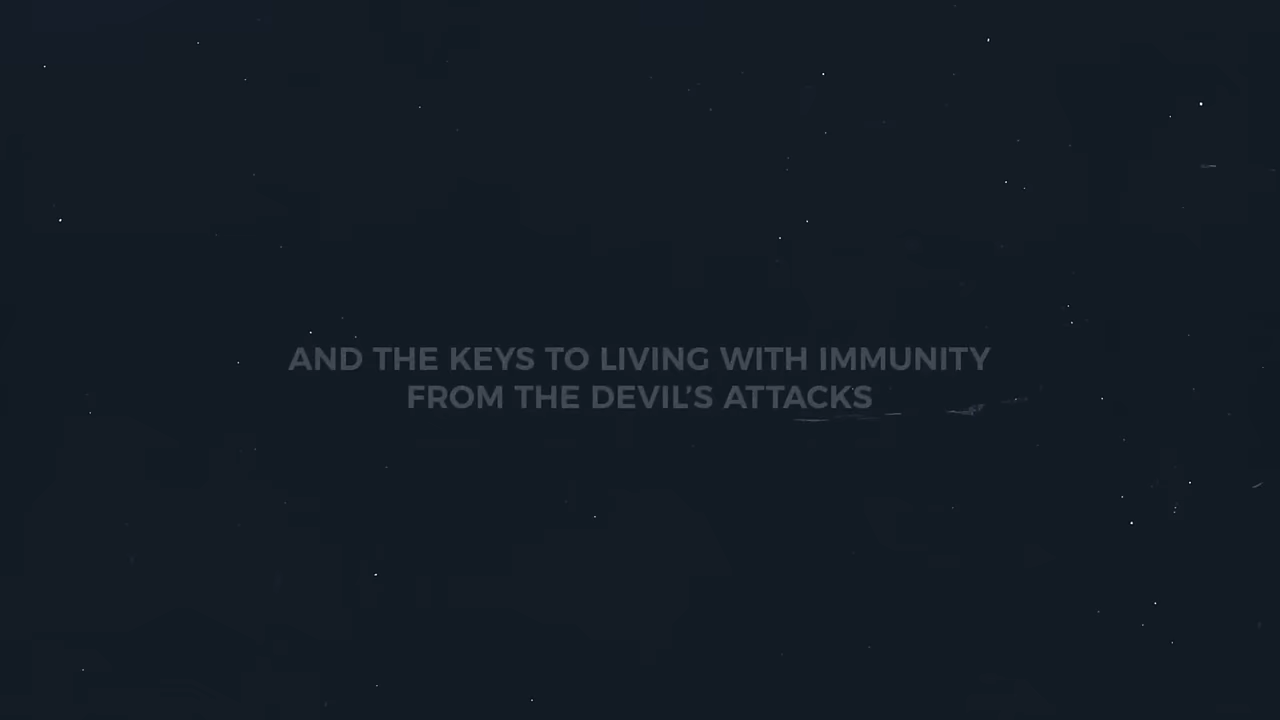 AND THE KEYS TO LIVING WITH IMMUNITY
FROM THE DEVIL’S ATTACKS